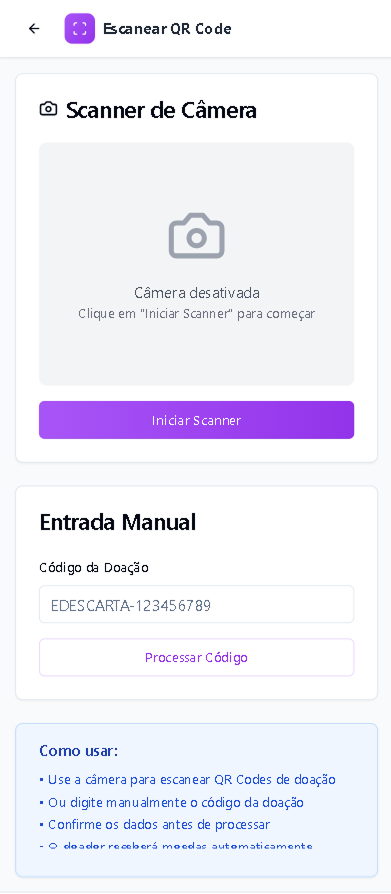 Escanear QR Code
Scanner de Câmera
Câmera desativada
Clique em "Iniciar Scanner" para começar
Iniciar Scanner
Entrada Manual
Código da Doação
EDESCARTA-123456789
Processar Código
Como usar:
• Use a câmera para escanear QR Codes de doação
• Ou digite manualmente o código da doação
• Confirme os dados antes de processar
• O doador receberá moedas automaticamente